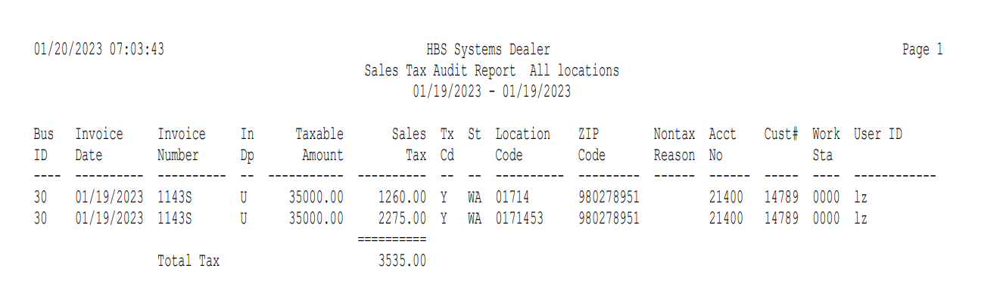 01/20/2023 07:03:43 HBS Systems Dealer Page 1
Sales Tax Audit Report All locations
01/19/2023 - 01/19/2023
Bus Invoice Invoice In Taxable Sales Tx St Location ZIP Nontax Acct Cust# Work User ID
ID Date Number Dp Amount Tax Cd Code Code Reason No Sta
---- ---------- ---------- -- ----------- ---------- -- -- ---------- --------- ------ ------ ----- ---- ------------
30 01/19/2023 1143S U 35000.00 1260.00 Y WA 01714 980278951 21400 14789 0000 lz
30 01/19/2023 1143S U 35000.00 2275.00 Y WA 0171453 980278951 21400 14789 0000 lz
==========
Total Tax 3535.00